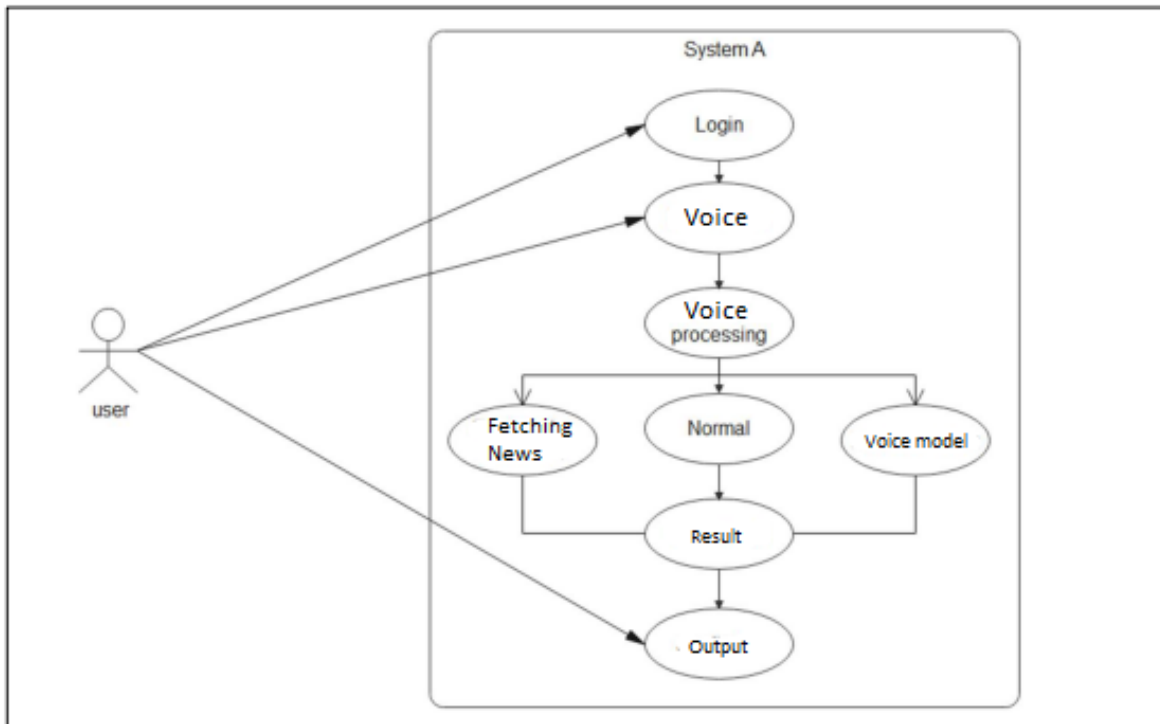 System A
Login
Voice
Voice
processing
user
Fetching
News
Normal
Voice model
Result
Output